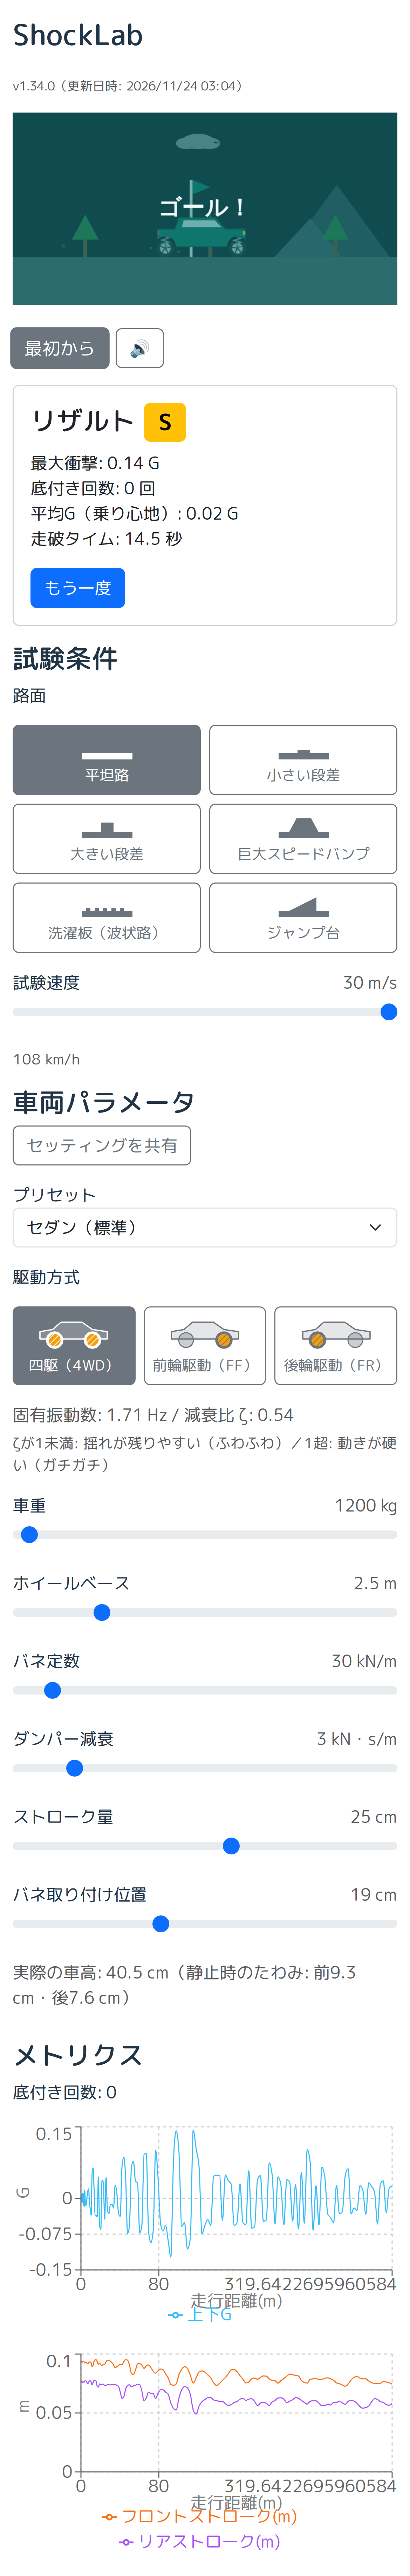 ShockLab
v1.34.0（更新日時: 2026/11/24 03:04）
ゴール！
最初から
リザルト S
最大衝撃: 0.14 G
底付き回数: 0 回
平均G（乗り心地）: 0.02 G
走破タイム: 14.5 秒
もう一度
試験条件
路面
平坦路 小さい段差
大きい段差 巨大スピードバンプ
洗濯板（波状路） ジャンプ台
試験速度 30 m/s
108 km/h
車両パラメータ
セッティングを共有
プリセット
セダン（標準）
駆動方式
四駆（4WD） 前輪駆動（FF） 後輪駆動（FR）
固有振動数: 1.71 Hz / 減衰比 ζ: 0.54
ζが1未満: 揺れが残りやすい（ふわふわ）／1超: 動きが硬
い（ガチガチ）
車重 1200 kg
ホイールベース 2.5 m
バネ定数 30 kN/m
ダンパー減衰 3 kN・s/m
ストローク量 25 cm
バネ取り付け位置 19 cm
実際の車高: 40.5 cm（静止時のたわみ: 前9.3
cm・後7.6 cm）
メトリクス
底付き回数: 0
0.15
G
0
-0.075
-0.15
0 80 319.6422695960584
走行距離(m)
上下G
0.1
m
0.05
0
0 80 319.6422695960584
走行距離(m)
フロントストローク(m)
リアストローク(m)